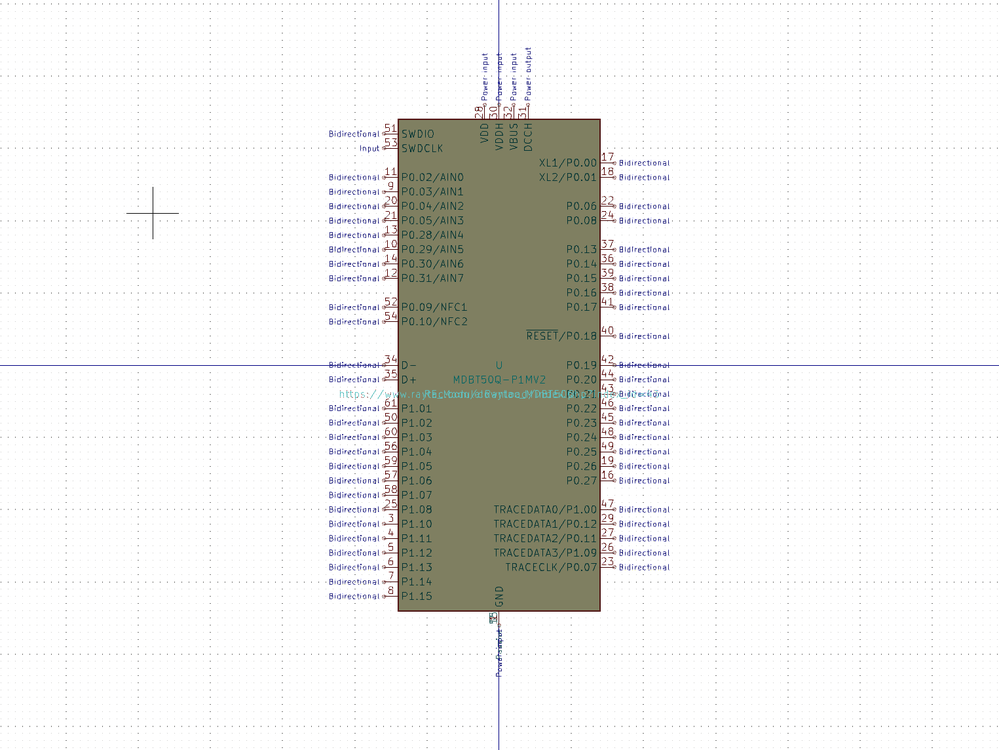 Power input
Power input
Power input
Power output
28 30 32 31
VDD VDDH VBUS DCCH
Bidirectional 51 SWDIO
Input 53 SWDCLK
XL1/P0.00 17 Bidirectional
Bidirectional 11 P0.02/AIN0 XL2/P0.01 18 Bidirectional
Bidirectional 9 P0.03/AIN1
Bidirectional 20 P0.04/AIN2 P0.06 22 Bidirectional
Bidirectional 21 P0.05/AIN3 P0.08 24 Bidirectional
Bidirectional 13 P0.28/AIN4
Bidirectional 10 P0.29/AIN5 P0.13 37 Bidirectional
Bidirectional 14 P0.30/AIN6 P0.14 36 Bidirectional
Bidirectional 12 P0.31/AIN7 P0.15 39 Bidirectional
P0.16 38 Bidirectional
Bidirectional 52 P0.09/NFC1 P0.17 41 Bidirectional
Bidirectional 54 P0.10/NFC2
RESET/P0.18 40 Bidirectional
Bidirectional 34 D- U P0.19 42 Bidirectional
Bidirectional 35 D+ MDBT50Q-P1MV2 P0.20 44 Bidirectional
43 Bidirectional
Bidirectional 61 P1.01 P0.22 46 Bidirectional
Bidirectional 50 P1.02 P0.23 45 Bidirectional
Bidirectional 60 P1.03 P0.24 48 Bidirectional
Bidirectional 56 P1.04 P0.25 49 Bidirectional
Bidirectional 59 P1.05 P0.26 19 Bidirectional
Bidirectional 57 P1.06 P0.27 16 Bidirectional
Bidirectional 58 P1.07
Bidirectional 25 P1.08 TRACEDATA0/P1.00 47 Bidirectional
Bidirectional 3 P1.10 TRACEDATA1/P0.12 29 Bidirectional
Bidirectional 4 P1.11 TRACEDATA2/P0.11 27 Bidirectional
Bidirectional 5 P1.12 TRACEDATA3/P1.09 26 Bidirectional
Bidirectional 6 P1.13 TRACECLK/P0.07 23 Bidirectional
Bidirectional 7 P1.14
Bidirectional 8 P1.15
GND